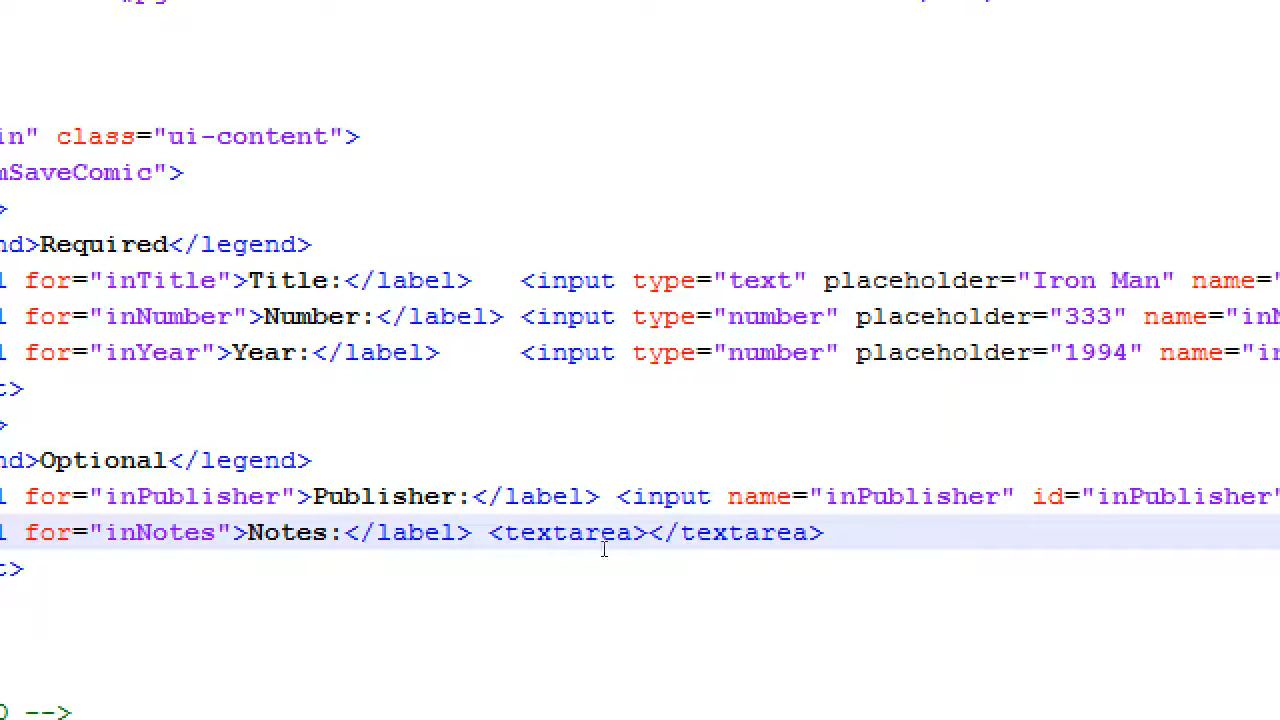 in" class="ui-content">
mSaveComic">
>
nd>Required</legend>
l for="inTitle">Title:</label>   <input type="text" placeholder="Iron Man" name="
l for="inNumber">Number:</label> <input type="number" placeholder="333" name="inN
l for="inYear">Year:</label>     <input type="number" placeholder="1994" name="in
t>
>
nd>Optional</legend>
l for="inPublisher">Publisher:</label> <input name="inPublisher" id="inPublisher"
l for="inNotes">Notes:</label> <textarea></textarea>
t>
-->